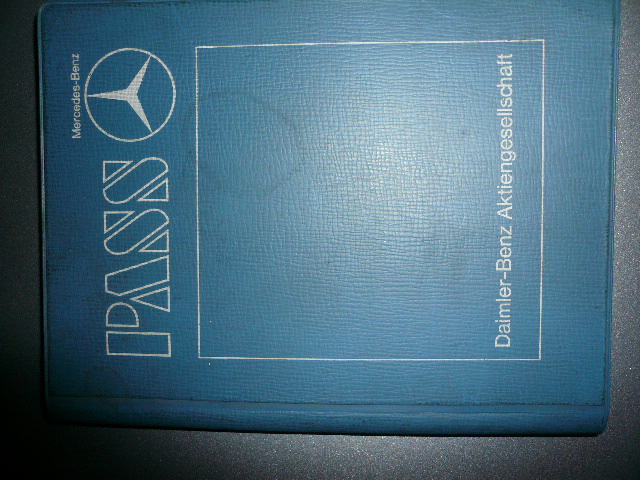 Mercedes-Benz
PASS
Daimler-Benz Aktiengesellschaft